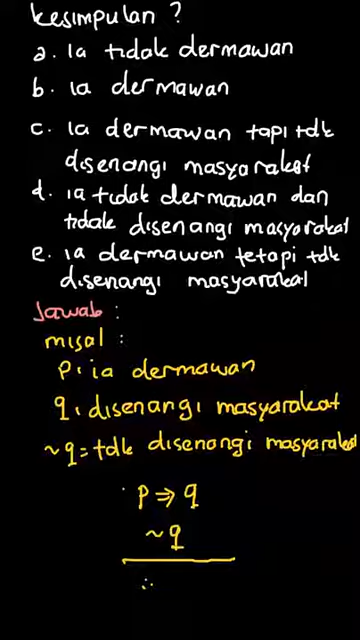 kesimpulan ?
a. Ia tidak dermawan
b. Ia dermawan
c. Ia dermawan tapi tdk
disenangi masyarakat
d. ia tidak dermawan dan
tidak disenangi masyarakat
e. ia dermawan tetapi tdk
disenangi masyarakat
Jawab :
misal :
p : ia dermawan
q : disenangi masyarakat
~q = tdk disenangi masyarakat
p ⇒ q
~q
∴